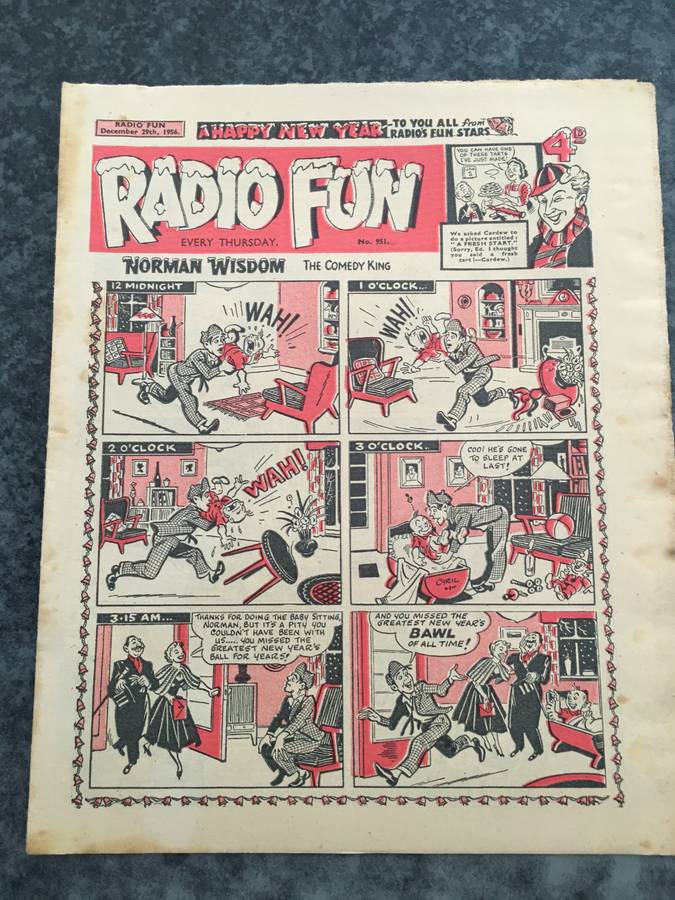 RADIO FUN
December 29th, 1956.
A HAPPY NEW YEAR TO YOU ALL from
RADIO'S FUN STARS
4D
RADIO FUN
EVERY THURSDAY. No. 951.
YOU CAN HAVE ONE
OF THESE TARTS
I'VE JUST MADE!
We asked Cardew to
do a picture entitled:
"A FRESH START."
(Sorry, Ed. I thought
you said a fresh
tart!—Cardew.)
NORMAN WISDOM THE COMEDY KING
12 MIDNIGHT
WAH!
1 O'CLOCK...
WAH!
2 O'CLOCK
WAH!
3 O'CLOCK..
COO! HE'S GONE
TO SLEEP AT
LAST!
CYRIL
3·15 AM...
THANKS FOR DOING THE BABY SITTING,
NORMAN, BUT IT'S A PITY YOU
COULDN'T HAVE BEEN WITH
US..... YOU MISSED THE
GREATEST NEW YEAR'S
BALL FOR YEARS!
AND YOU MISSED THE
GREATEST NEW YEAR'S
BAWL
OF ALL TIME!